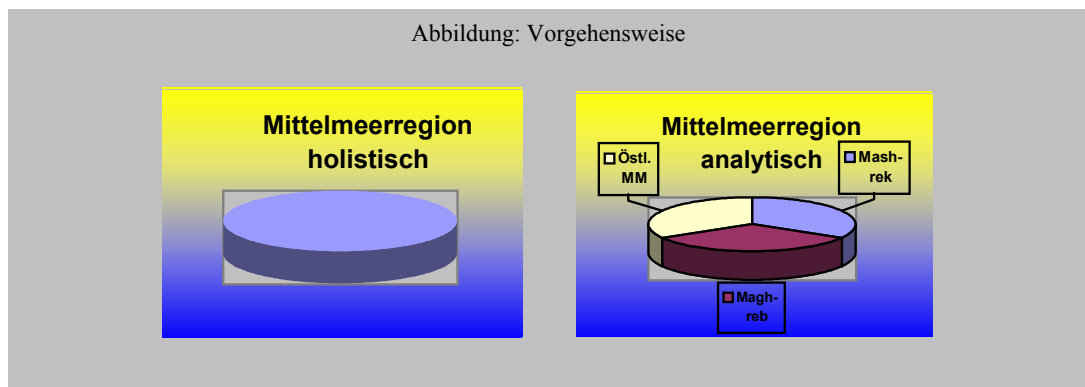 Abbildung: Vorgehensweise
Mittelmeerregion
holistisch
Mittelmeerregion
analytisch
Östl.
MM
Mash-
rek
Magh-
reb